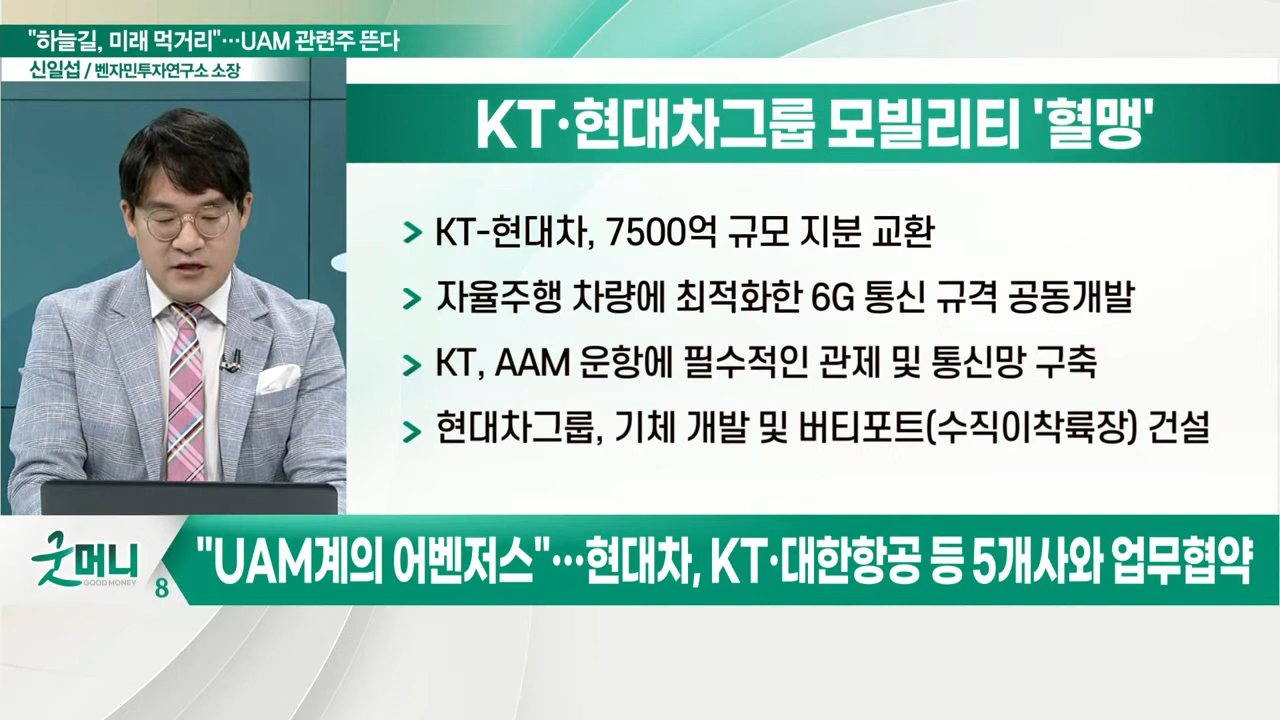 "하늘길, 미래 먹거리"…UAM 관련주 뜬다
신일섭 / 벤자민투자연구소 소장
KT·현대차그룹 모빌리티 '혈맹'
> KT-현대차, 7500억 규모 지분 교환
> 자율주행 차량에 최적화한 6G 통신 규격 공동개발
> KT, AAM 운항에 필수적인 관제 및 통신망 구축
> 현대차그룹, 기체 개발 및 버티포트(수직이착륙장) 건설
굿머니
GOOD MONEY
8
"UAM계의 어벤저스"…현대차, KT·대한항공 등 5개사와 업무협약